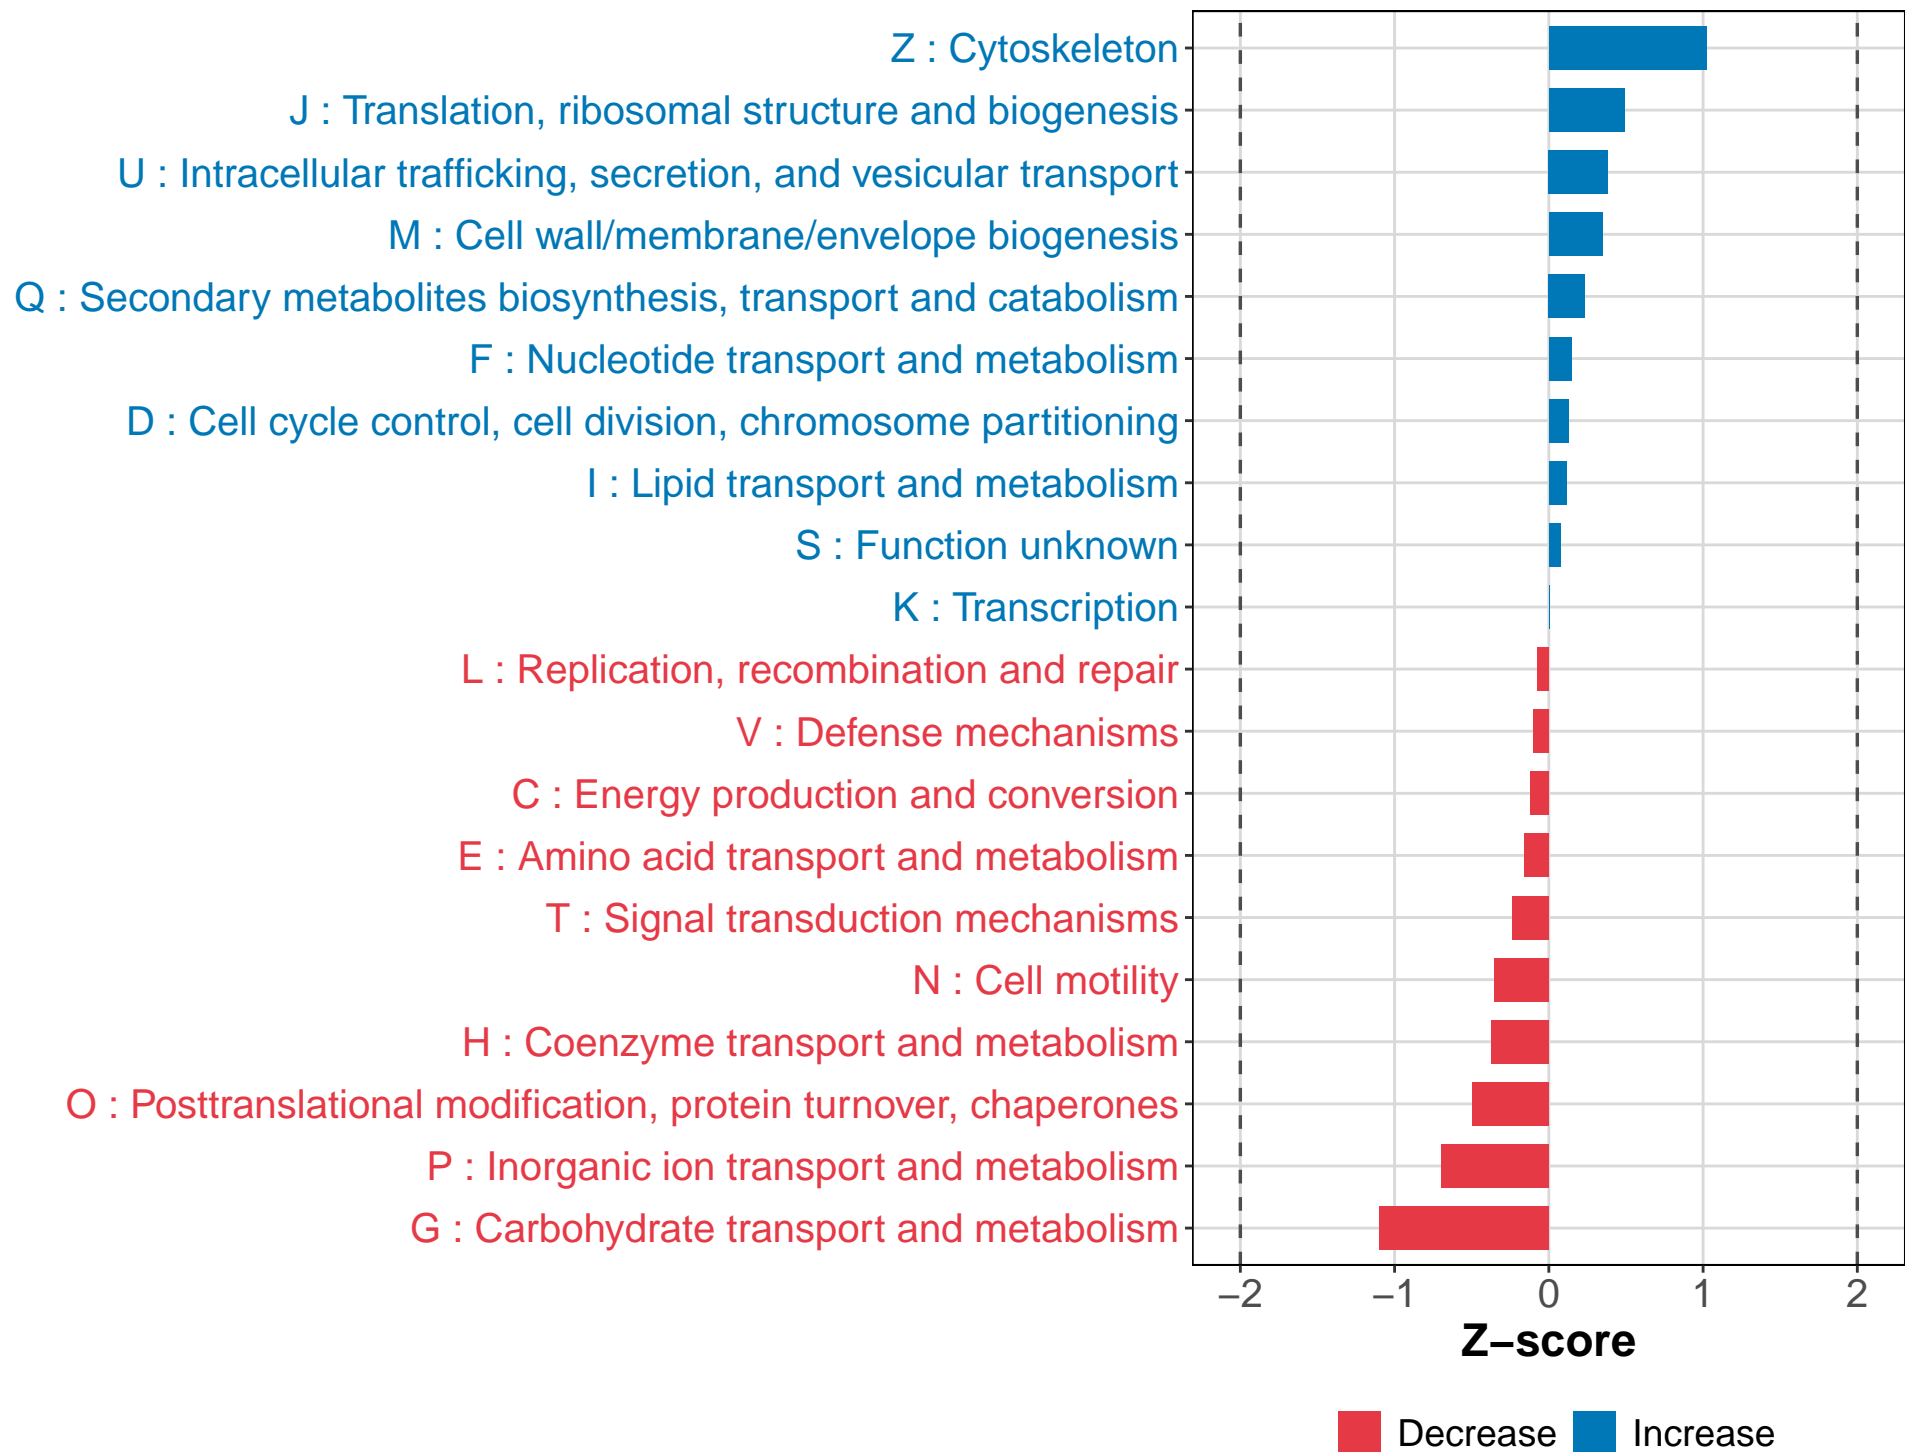 Z : Cytoskeleton
J : Translation, ribosomal structure and biogenesis
U : Intracellular trafficking, secretion, and vesicular transport
M : Cell wall/membrane/envelope biogenesis
Q : Secondary metabolites biosynthesis, transport and catabolism
F : Nucleotide transport and metabolism
D : Cell cycle control, cell division, chromosome partitioning
I : Lipid transport and metabolism
S : Function unknown
K : Transcription
L : Replication, recombination and repair
V : Defense mechanisms
C : Energy production and conversion
E : Amino acid transport and metabolism
T : Signal transduction mechanisms
N : Cell motility
H : Coenzyme transport and metabolism
O : Posttranslational modification, protein turnover, chaperones
P : Inorganic ion transport and metabolism
G : Carbohydrate transport and metabolism
−2 −1 0 1 2
Z−score
Decrease Increase